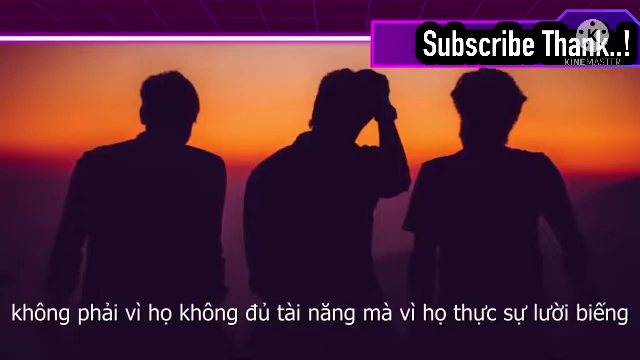 Subscribe Thank..!
K
KINEMASTER
không phải vì họ không đủ tài năng mà vì họ thực sự lười biếng